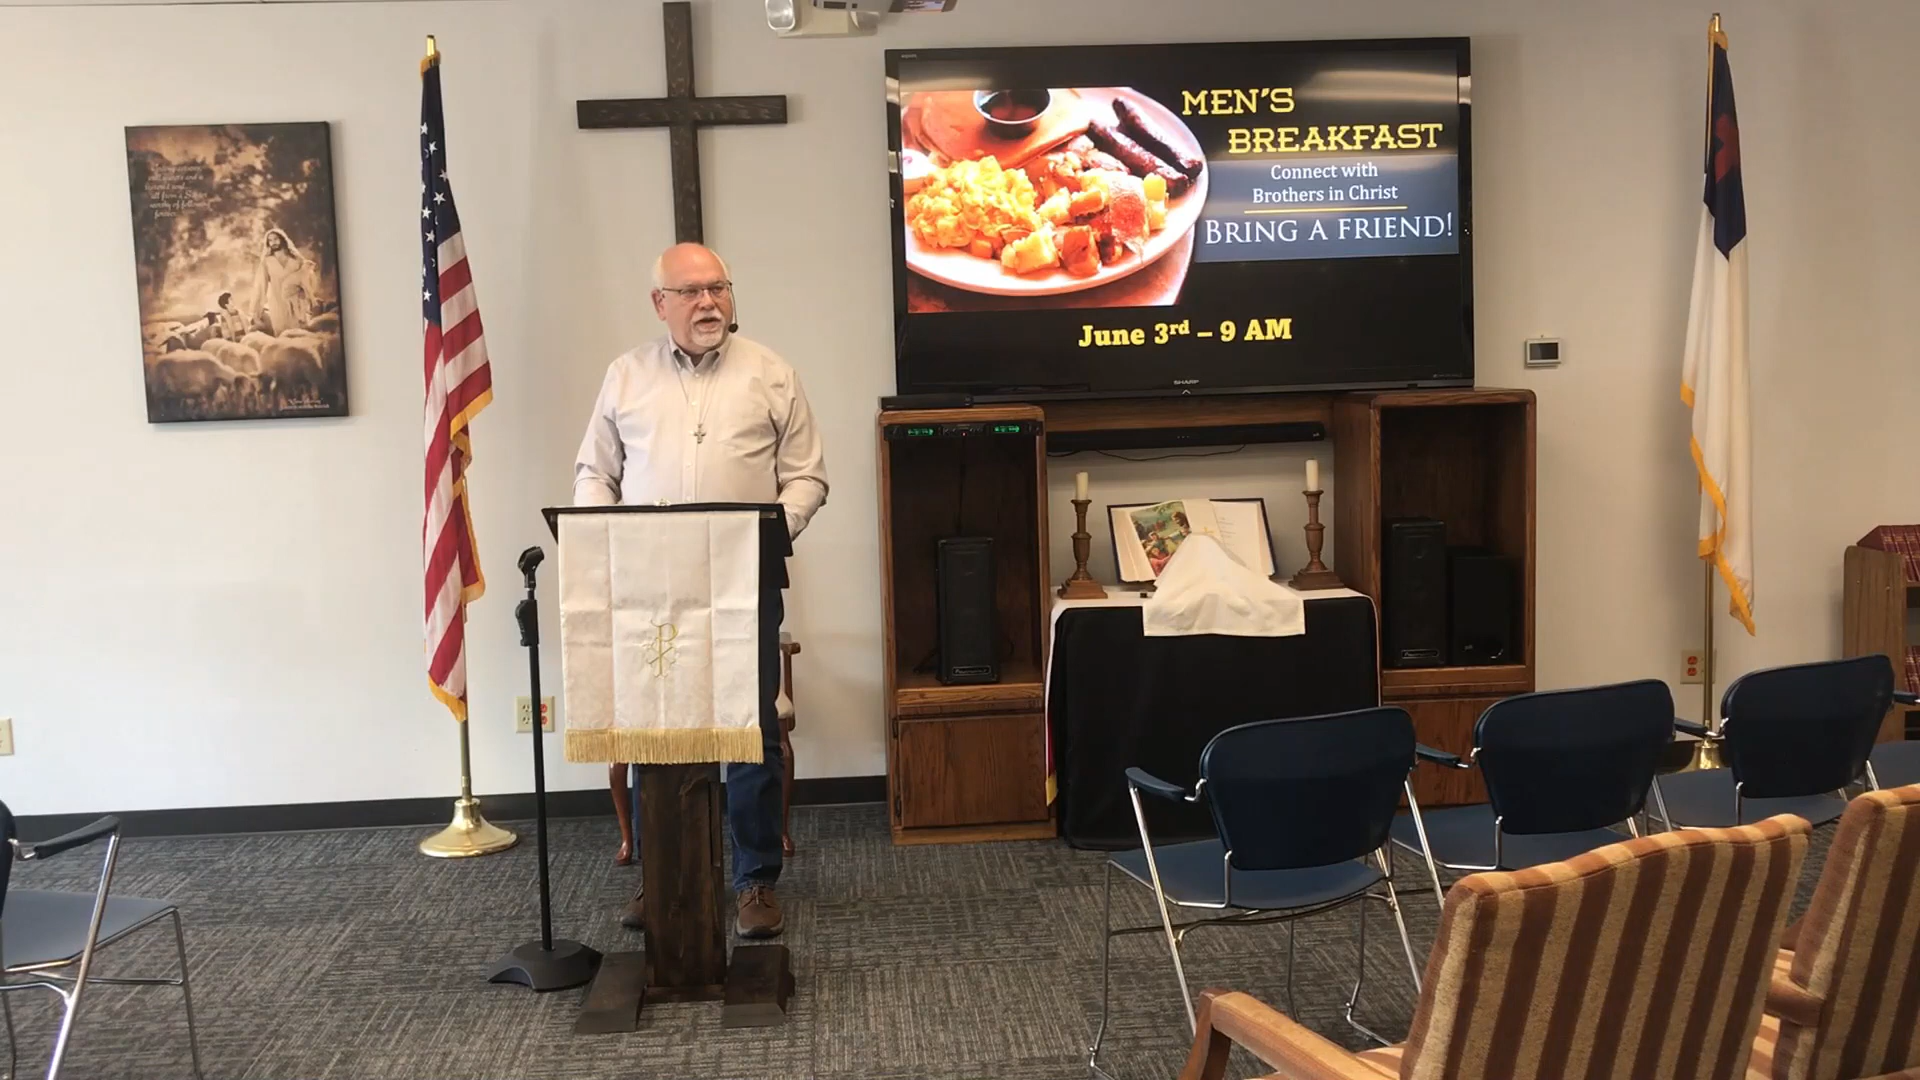 MEN'S
BREAKFAST
Connect with
Brothers in Christ
BRING A FRIEND!
June 3rd – 9 AM
SHARP